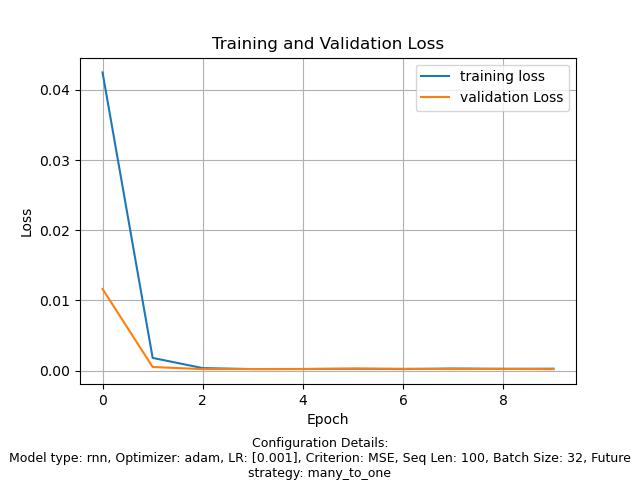 Training and Validation Loss
training loss
validation Loss
0.04
0.03
0.02
0.01
0.00
Loss
0 2 4 6 8
Epoch
Configuration Details:
Model type: rnn, Optimizer: adam, LR: [0.001], Criterion: MSE, Seq Len: 100, Batch Size: 32, Future
strategy: many_to_one